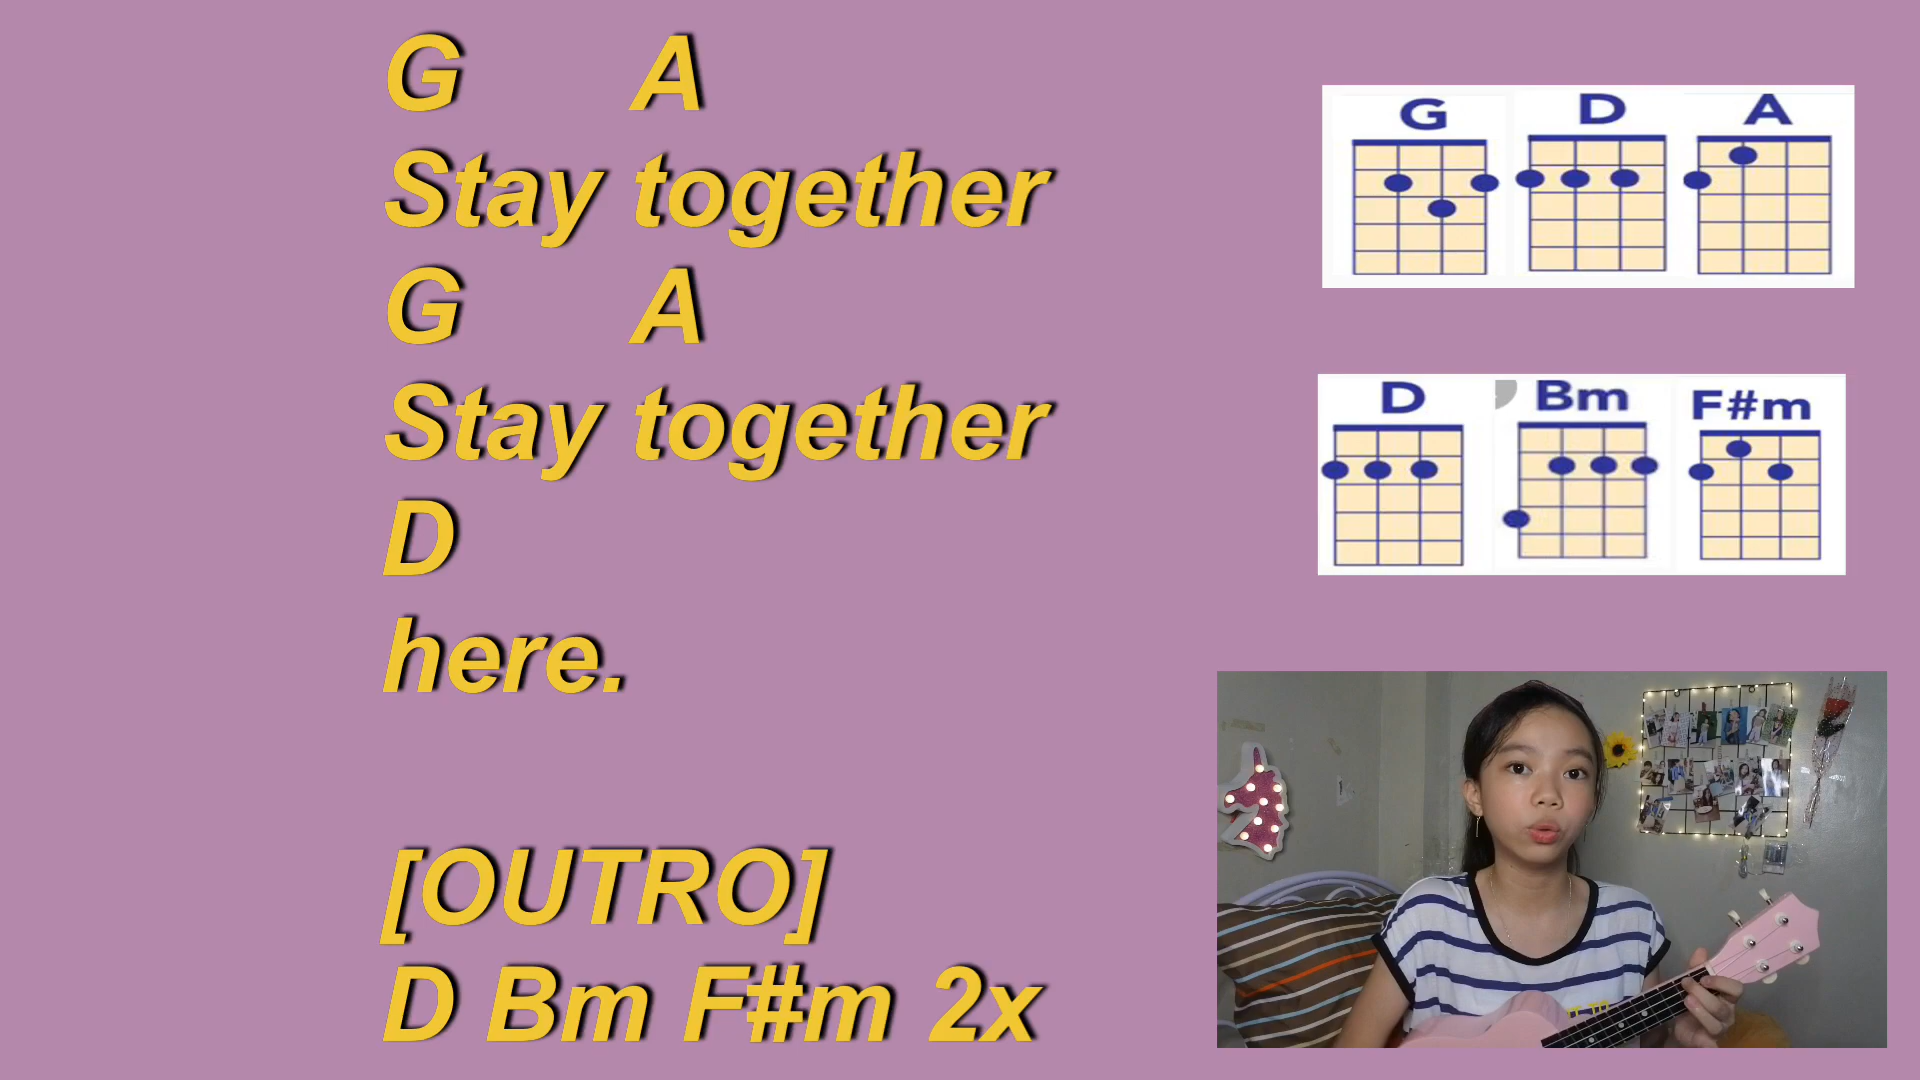 G A
Stay together
G A
Stay together
D
here.
[OUTRO]
D Bm F#m 2x
G D A
D Bm F#m